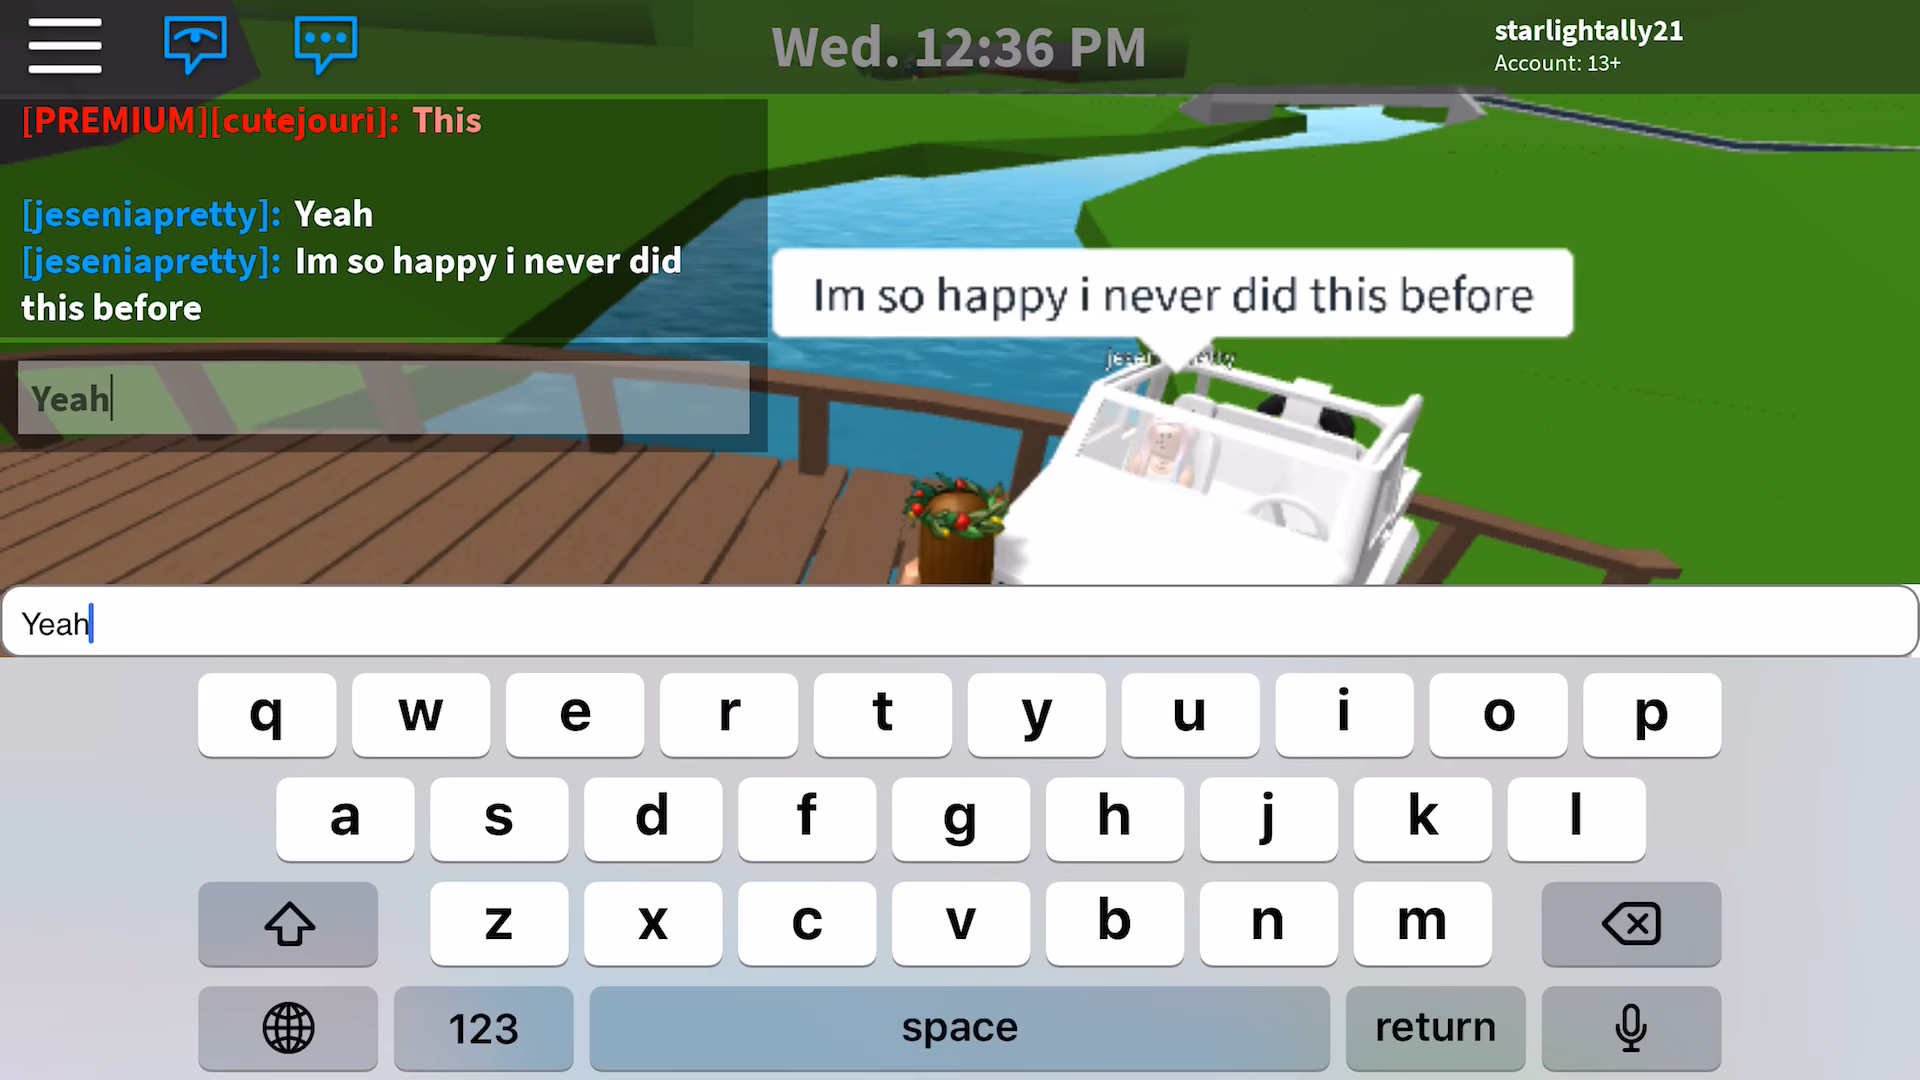 Wed. 12:36 PM
starlightally21
Account: 13+
[PREMIUM][cutejouri]: This
[jeseniapretty]: Yeah
[jeseniapretty]: Im so happy i never did
this before
Im so happy i never did this before
Yeah
Yeah
q w e r t y u i o p
a s d f g h j k l
z x c v b n m
123 space return